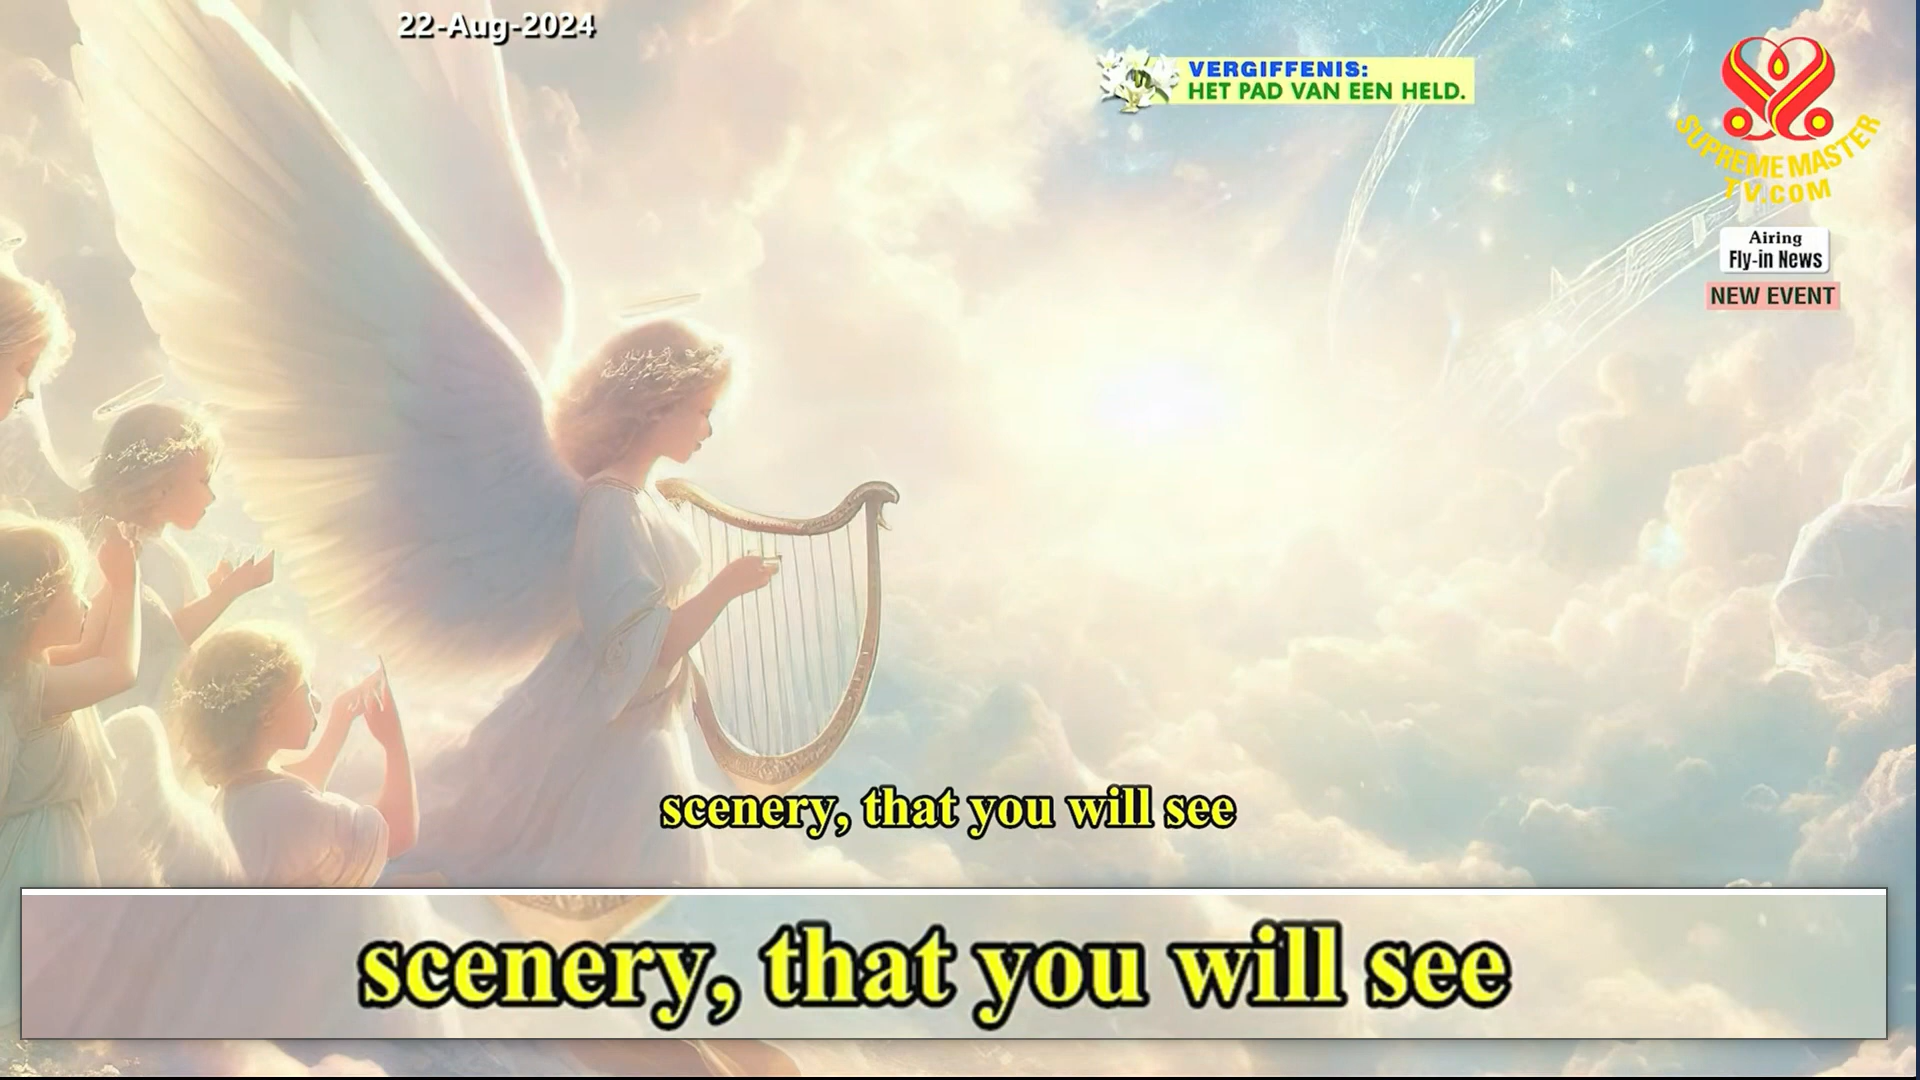 22-Aug-2024
VERGIFFENIS:
HET PAD VAN EEN HELD.
SUPREME MASTER
TV.COM
Airing
Fly-in News
NEW EVENT
scenery, that you will see
scenery, that you will see